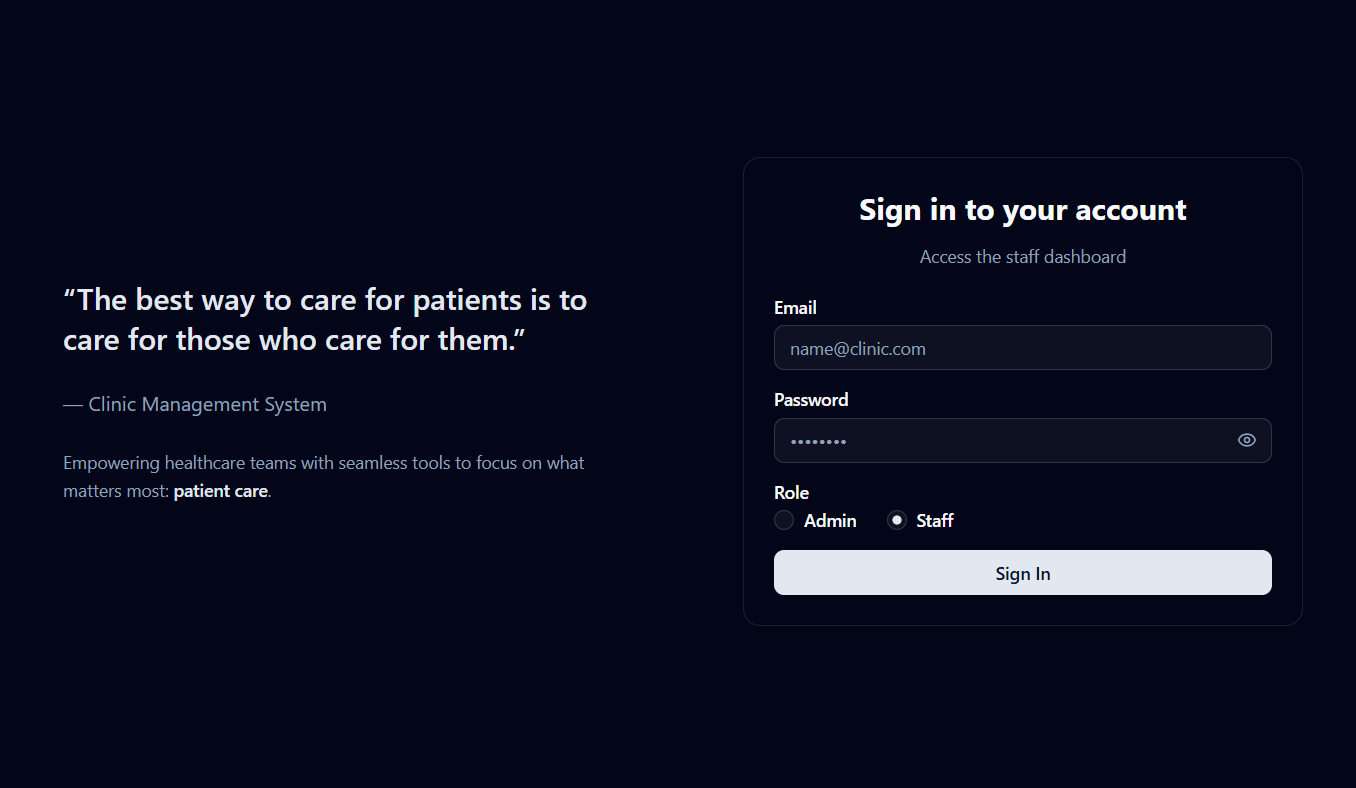 “The best way to care for patients is to
care for those who care for them.”
— Clinic Management System
Empowering healthcare teams with seamless tools to focus on what
matters most: patient care.
Sign in to your account
Access the staff dashboard
Email
name@clinic.com
Password
••••••••
Role
Admin
Staff
Sign In